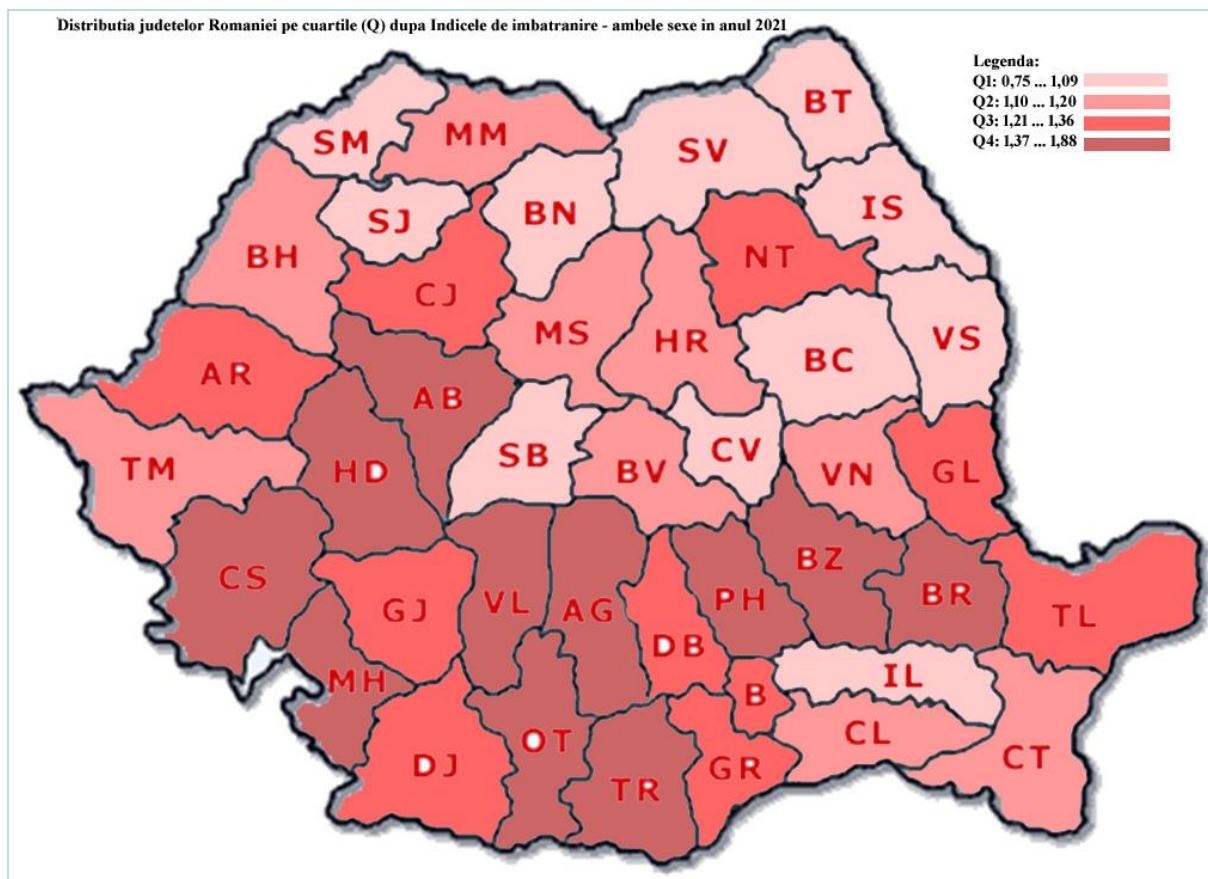 Distributia judetelor Romaniei pe cuartile (Q) dupa Indicele de imbatranire - ambele sexe in anul 2021
Legenda:
Q1: 0,75 ... 1,09
Q2: 1,10 ... 1,20
Q3: 1,21 ... 1,36
Q4: 1,37 ... 1,88
BT
SM
MM
SV
IS
SJ
BN
BH
NT
CJ
MS
HR
VS
BC
AR
AB
SB
CV
TM
HD
BV
VN
GL
CS
BZ
BR
GJ
VL
AG
PH
TL
DB
MH
B
IL
OT
CL
DJ
TR
GR
CT